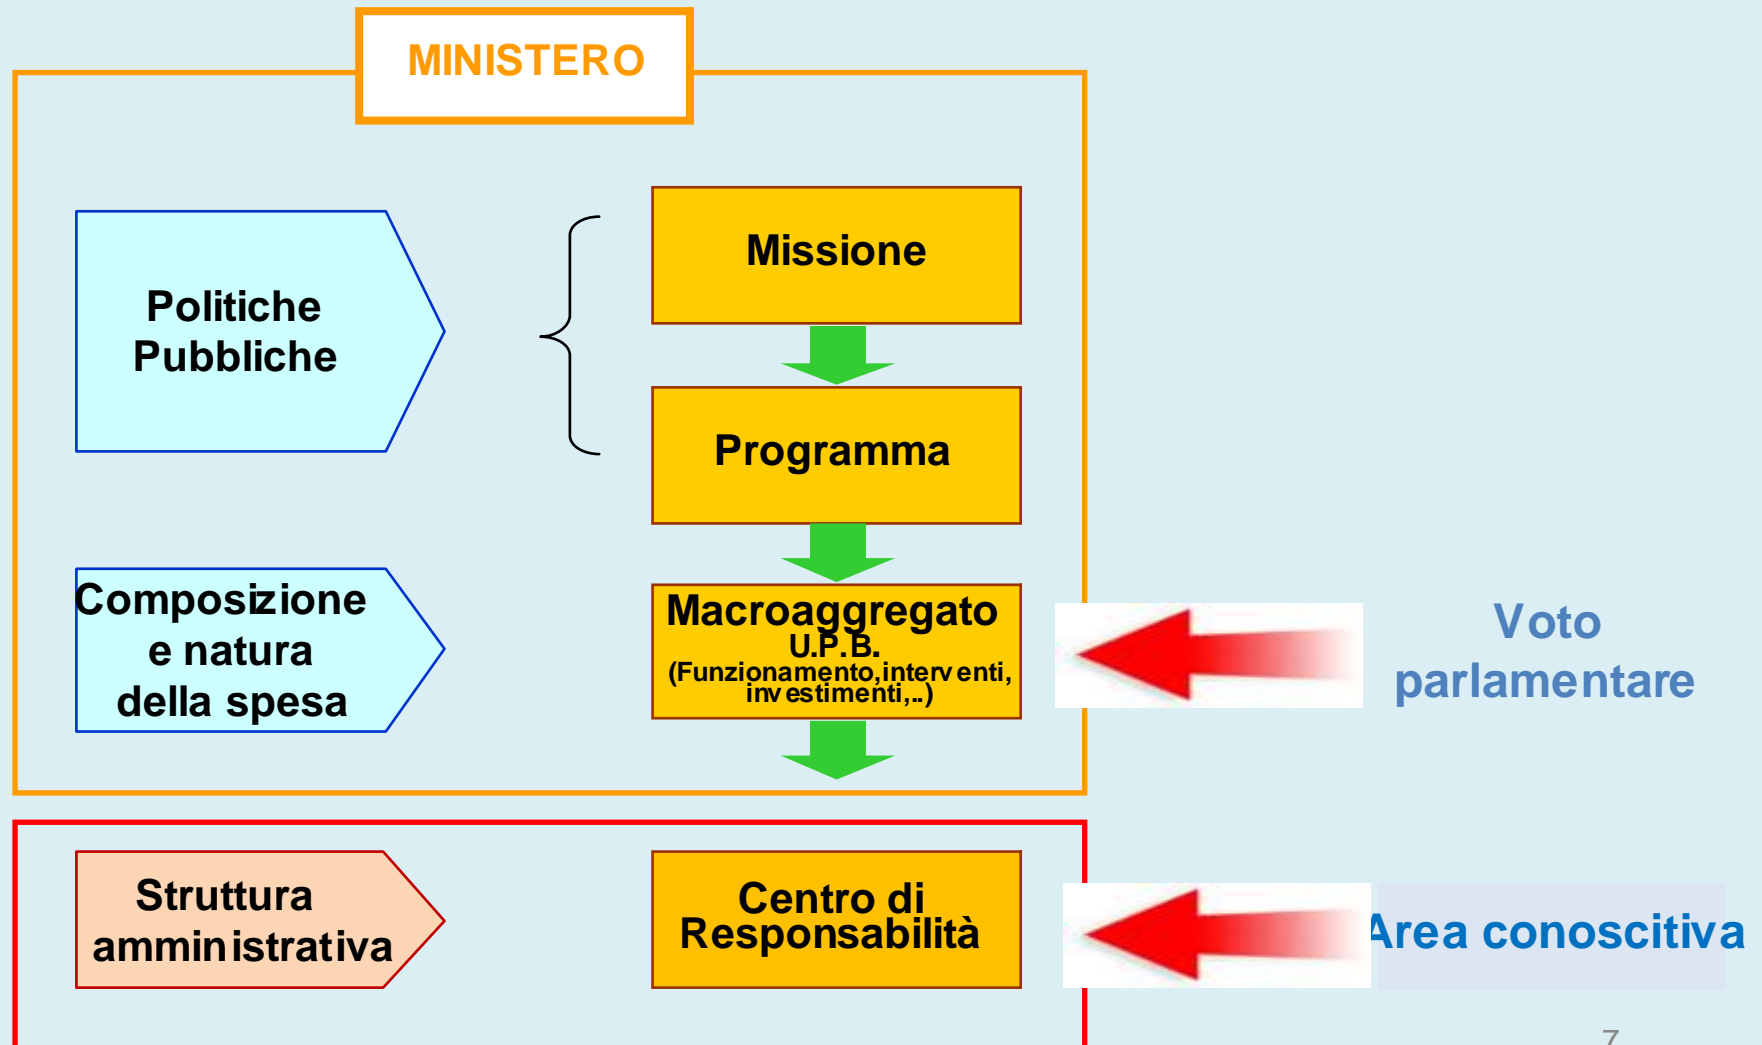 MINISTERO
Missione
Politiche
Pubbliche
Programma
Composizione
e natura
della spesa
Macroaggregato
U.P.B.
(Funzionamento,interventi,
investimenti,..)
Voto
parlamentare
Struttura
amministrativa
Centro di
Responsabilità
Area conoscitiva
7